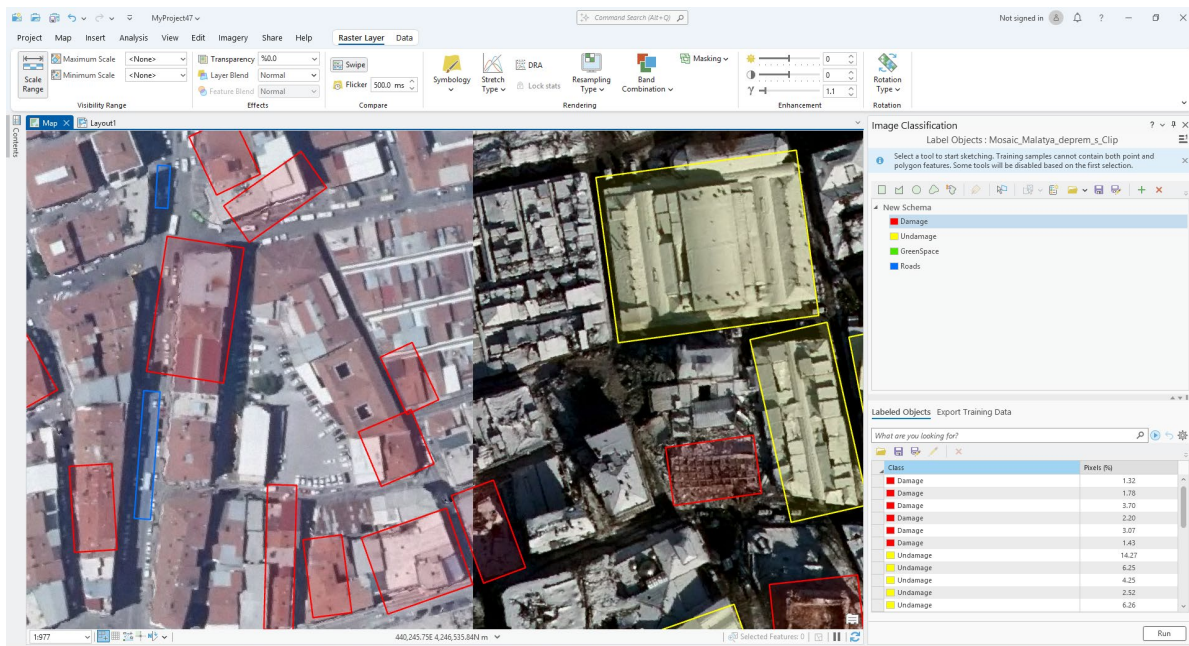 MyProject47
Command Search (Alt+Q)
Not signed in
Project Map Insert Analysis View Edit Imagery Share Help Raster Layer Data
Scale Range
Maximum Scale <None>
Minimum Scale <None>
Visibility Range
Transparency %0.0
Layer Blend Normal
Feature Blend Normal
Effects
Swipe
Flicker 500.0 ms
Compare
Symbology
Stretch Type
DRA
Lock stats
Resampling Type
Band Combination
Masking
Rendering
0
0
γ 1.1
Enhancement
Rotation Type
Rotation
Contents
Map Layout1
Image Classification
Label Objects : Mosaic_Malatya_deprem_s_Clip
Select a tool to start sketching. Training samples cannot contain both point and
polygon features. Some tools will be disabled based on the first selection.
New Schema
Damage
Undamage
GreenSpace
Roads
Labeled Objects Export Training Data
What are you looking for?
Class Pixels (%)
Damage 1.32
Damage 1.78
Damage 3.70
Damage 2.20
Damage 3.07
Damage 1.43
Undamage 14.27
Undamage 6.25
Undamage 4.25
Undamage 2.52
Undamage 6.26
1:977
440,245.75E 4,246,535.84N m
Selected Features: 0
Run